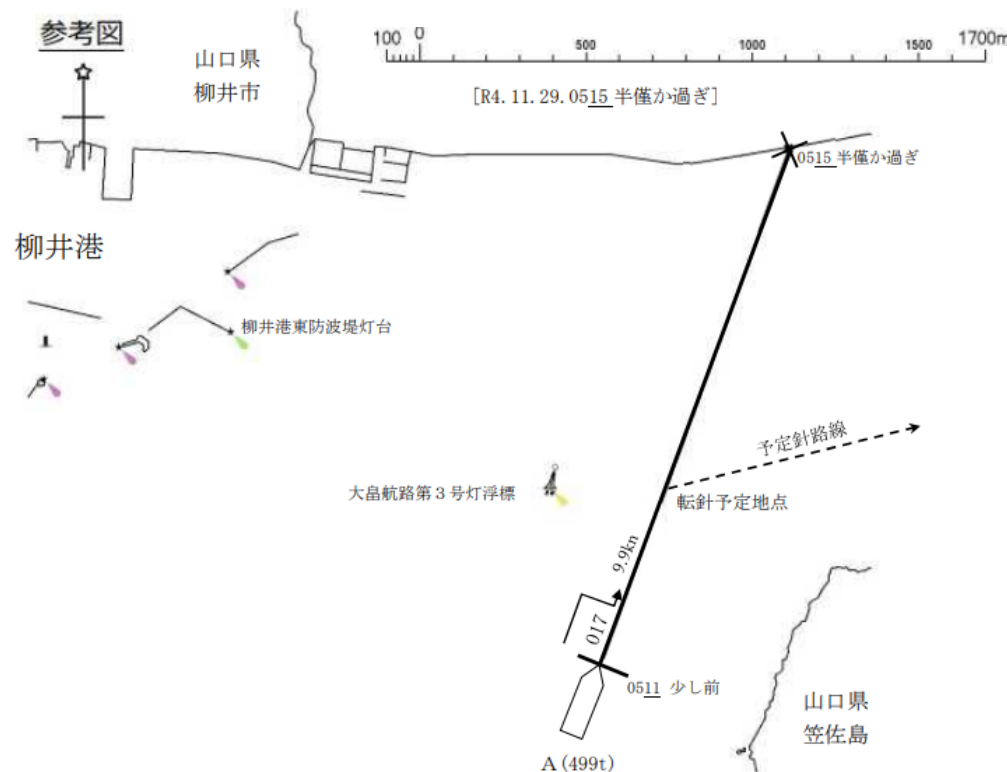 参考図
100 0 500 1000 1500 1700m
山口県
柳井市
[R4.11.29.0515 半僅か過ぎ]
0515 半僅か過ぎ
柳井港
柳井港東防波堤灯台
予定針路線
大畠航路第3号灯浮標
転針予定地点
9.9kn
017
0511 少し前
山口県
笠佐島
A (499t)